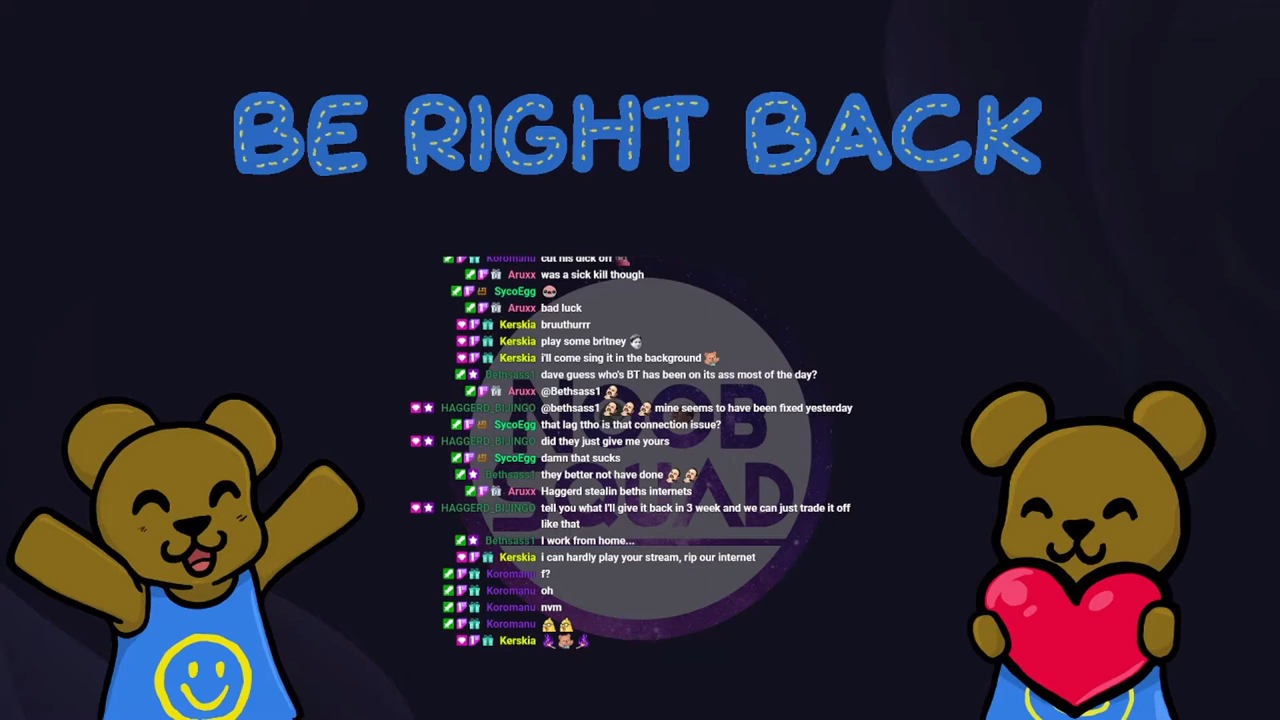 BE RIGHT BACK
Koromanu cut his dick off
Aruxx was a sick kill though
SycoEgg
Aruxx bad luck
Kerskia bruuthurrr
Kerskia play some britney
Kerskia i'll come sing it in the background
Bethsass1 dave guess who's BT has been on its ass most of the day?
Aruxx @Bethsass1
HAGGERD_BIJINGO @bethsass1 mine seems to have been fixed yesterday
SycoEgg that lag ttho is that connection issue?
HAGGERD_BIJINGO did they just give me yours
SycoEgg damn that sucks
Bethsass1 they better not have done
Aruxx Haggerd stealin beths internets
HAGGERD_BIJINGO tell you what I'll give it back in 3 week and we can just trade it off
like that
Bethsass1 I work from home...
Kerskia i can hardly play your stream, rip our internet
Koromanu f?
Koromanu oh
Koromanu nvm
Koromanu
Kerskia
NOOB
SQUAD